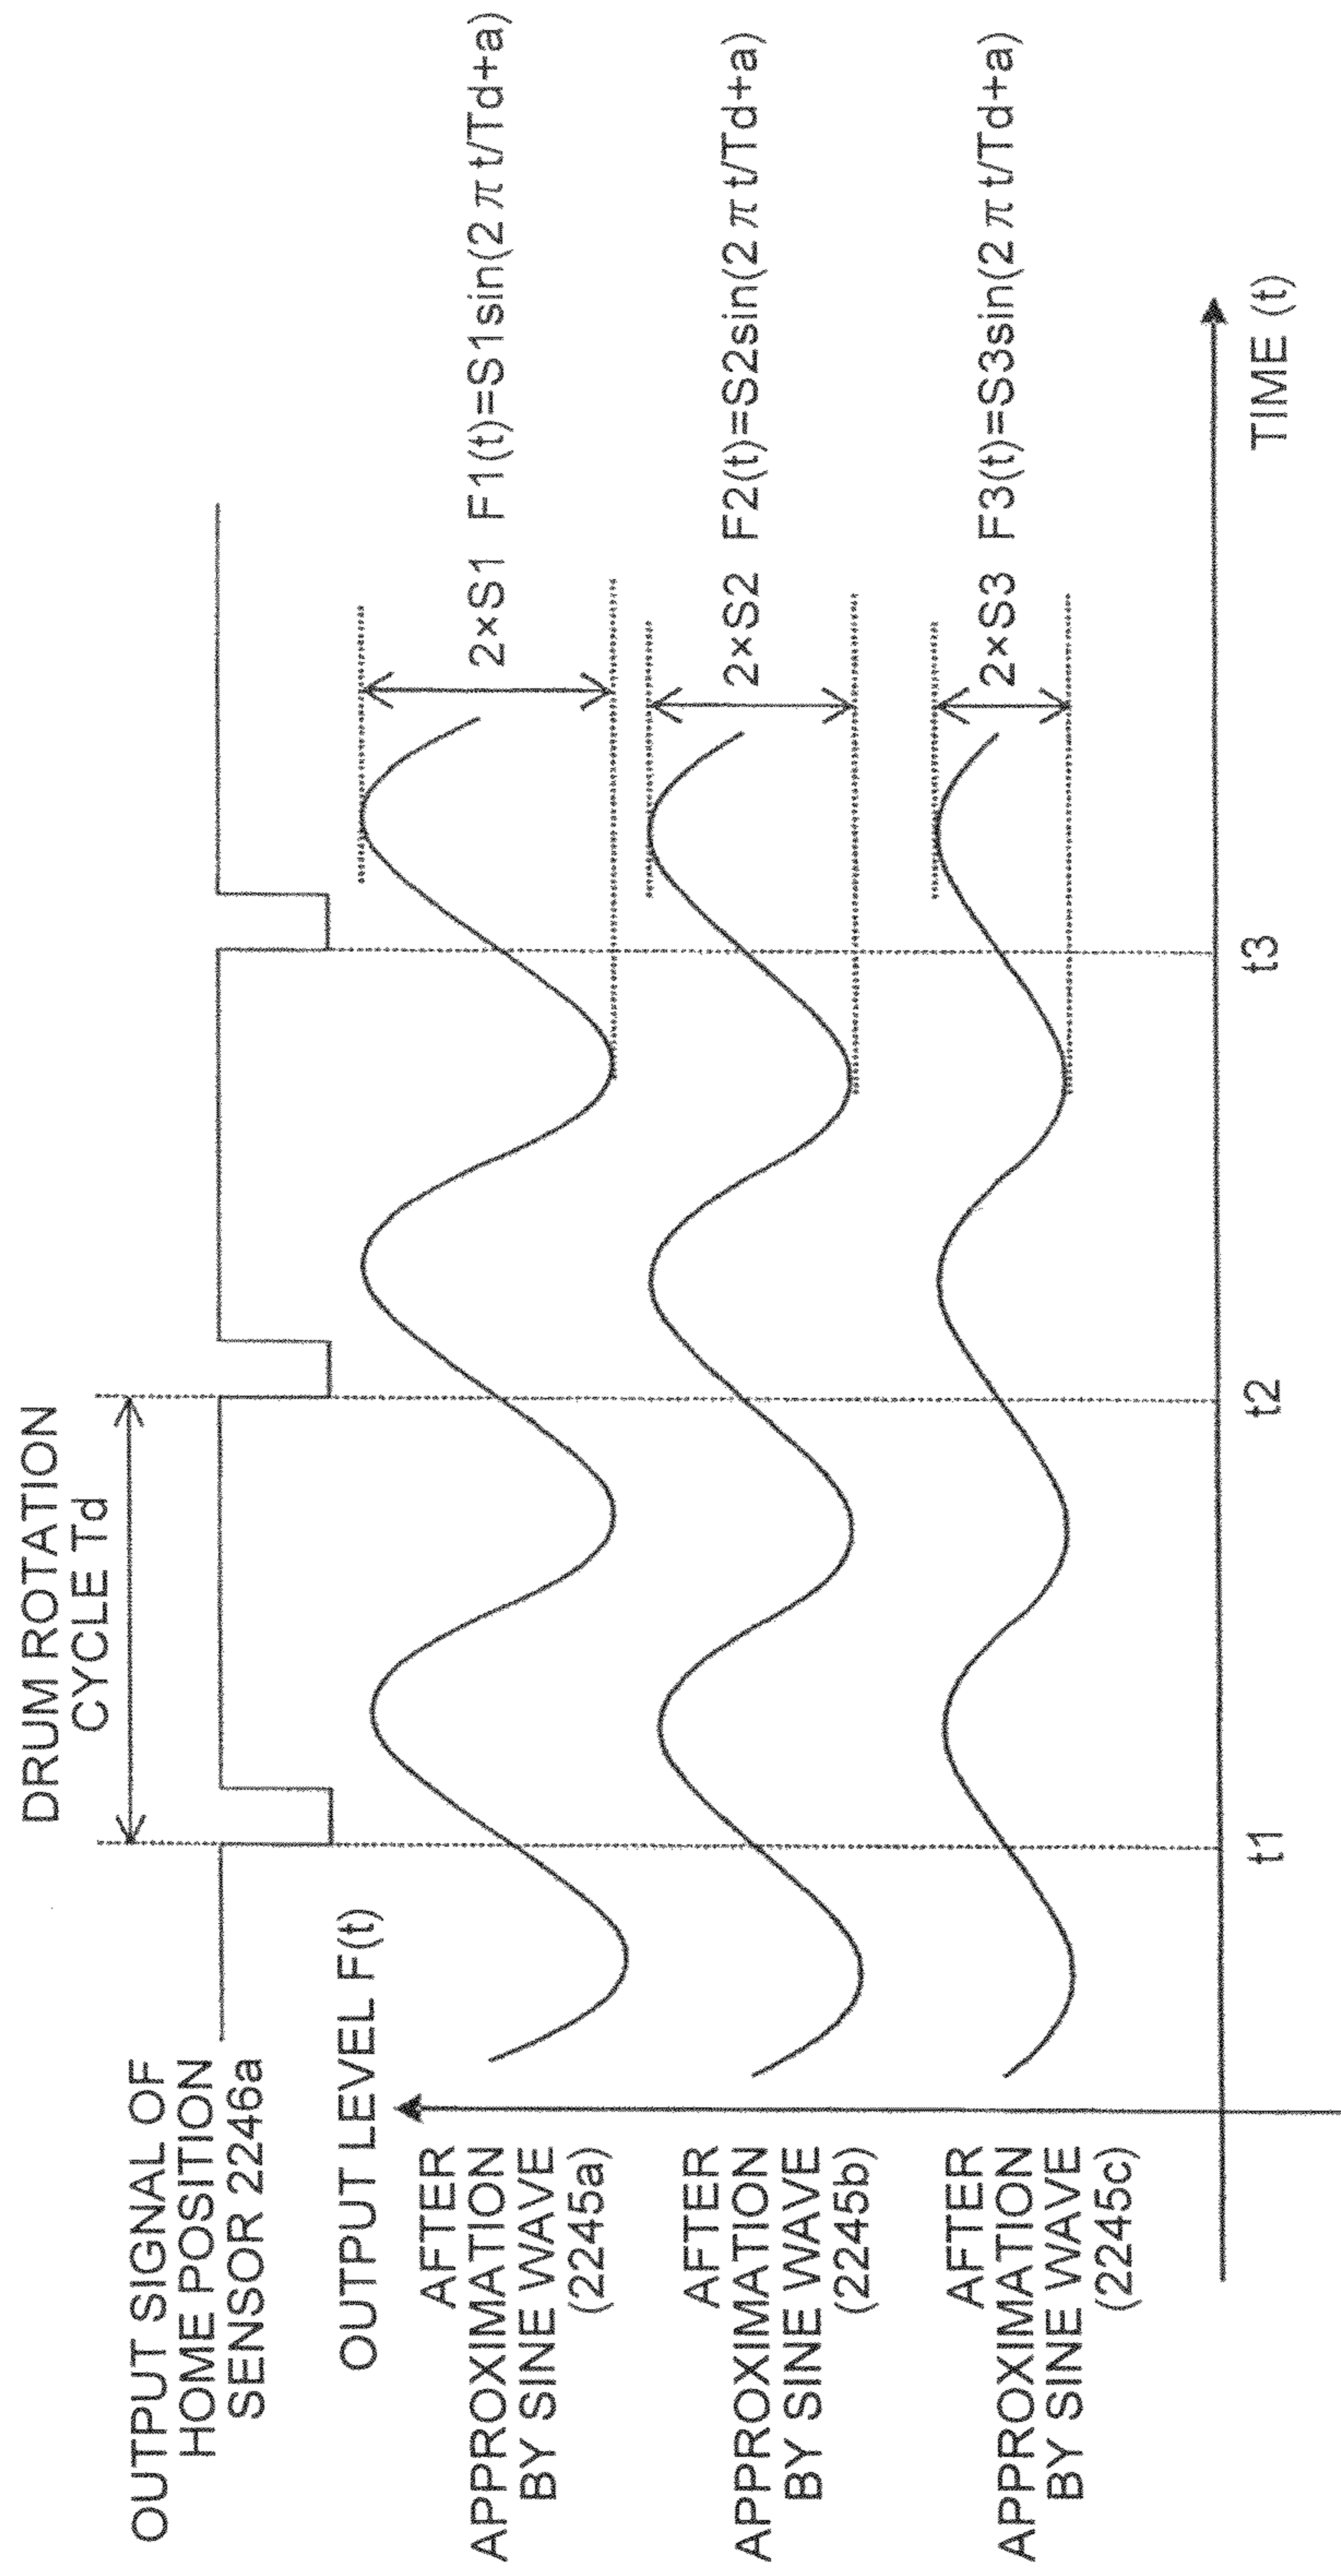 DRUM ROTATION
CYCLE Td
OUTPUT SIGNAL OF
HOME POSITION
SENSOR 2246a
OUTPUT LEVEL F(t)
AFTER
APPROXIMATION
BY SINE WAVE
(2245a)
2×S1 F1(t)=S1sin(2πt/Td+a)
AFTER
APPROXIMATION
BY SINE WAVE
(2245b)
2×S2 F2(t)=S2sin(2πt/Td+a)
AFTER
APPROXIMATION
BY SINE WAVE
(2245c)
2×S3 F3(t)=S3sin(2πt/Td+a)
t1
t2
t3
TIME (t)